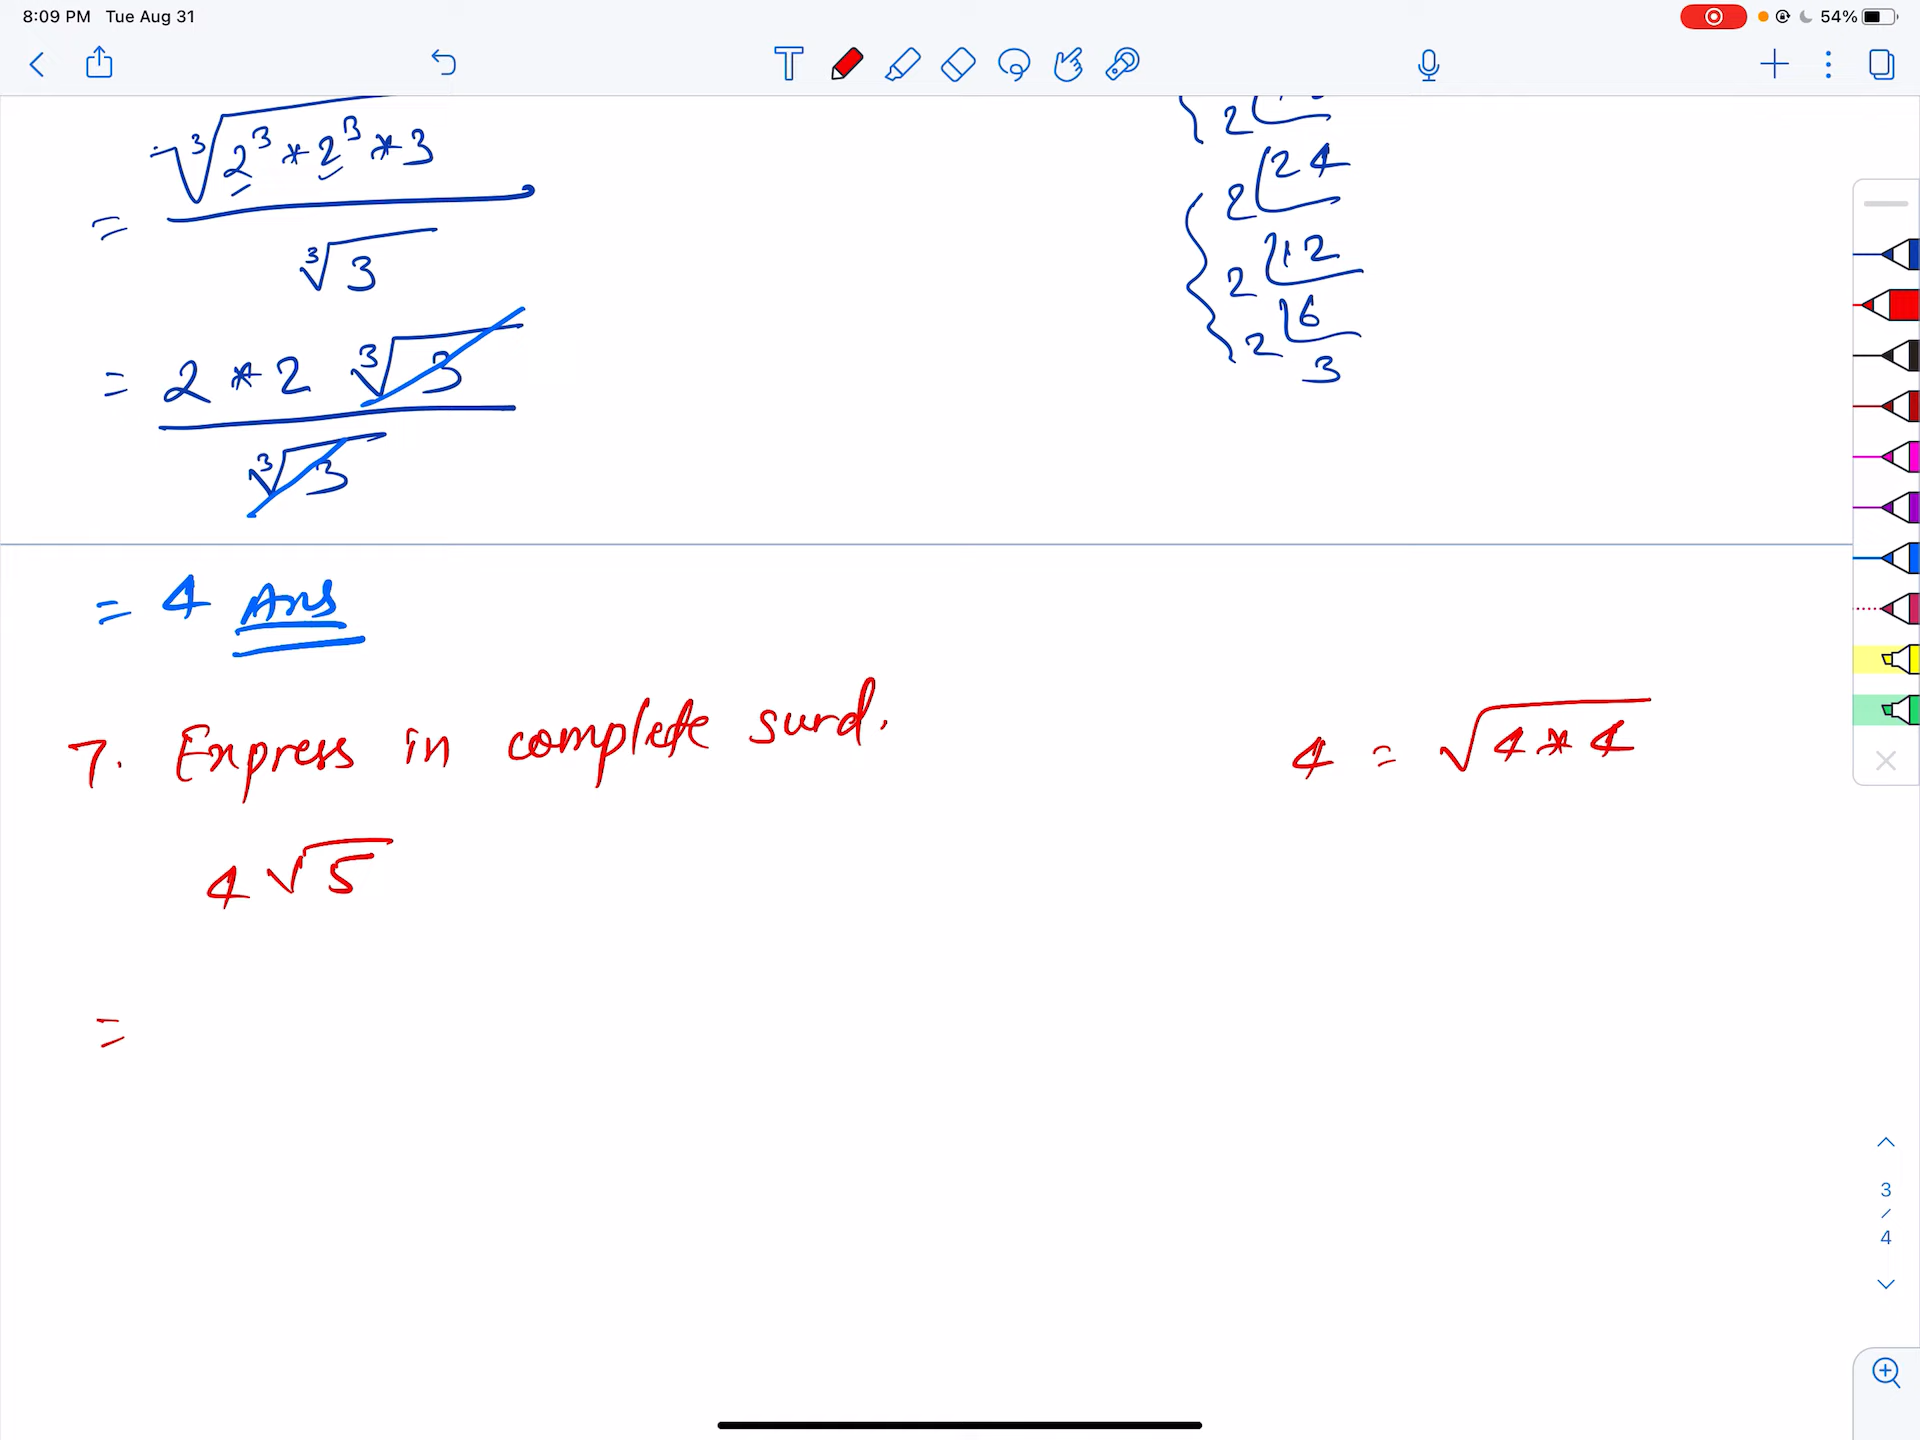 8:09 PM Tue Aug 31
54%
T
= ∛(2³ * 2³ * 3) / ∛3
2
2 24
2 12
2 6
3
= 2 * 2 ∛3 / ∛3
= 4 Ans
7. Express in complete surd.
4 = √4 * 4
4 √5
=
3
/
4